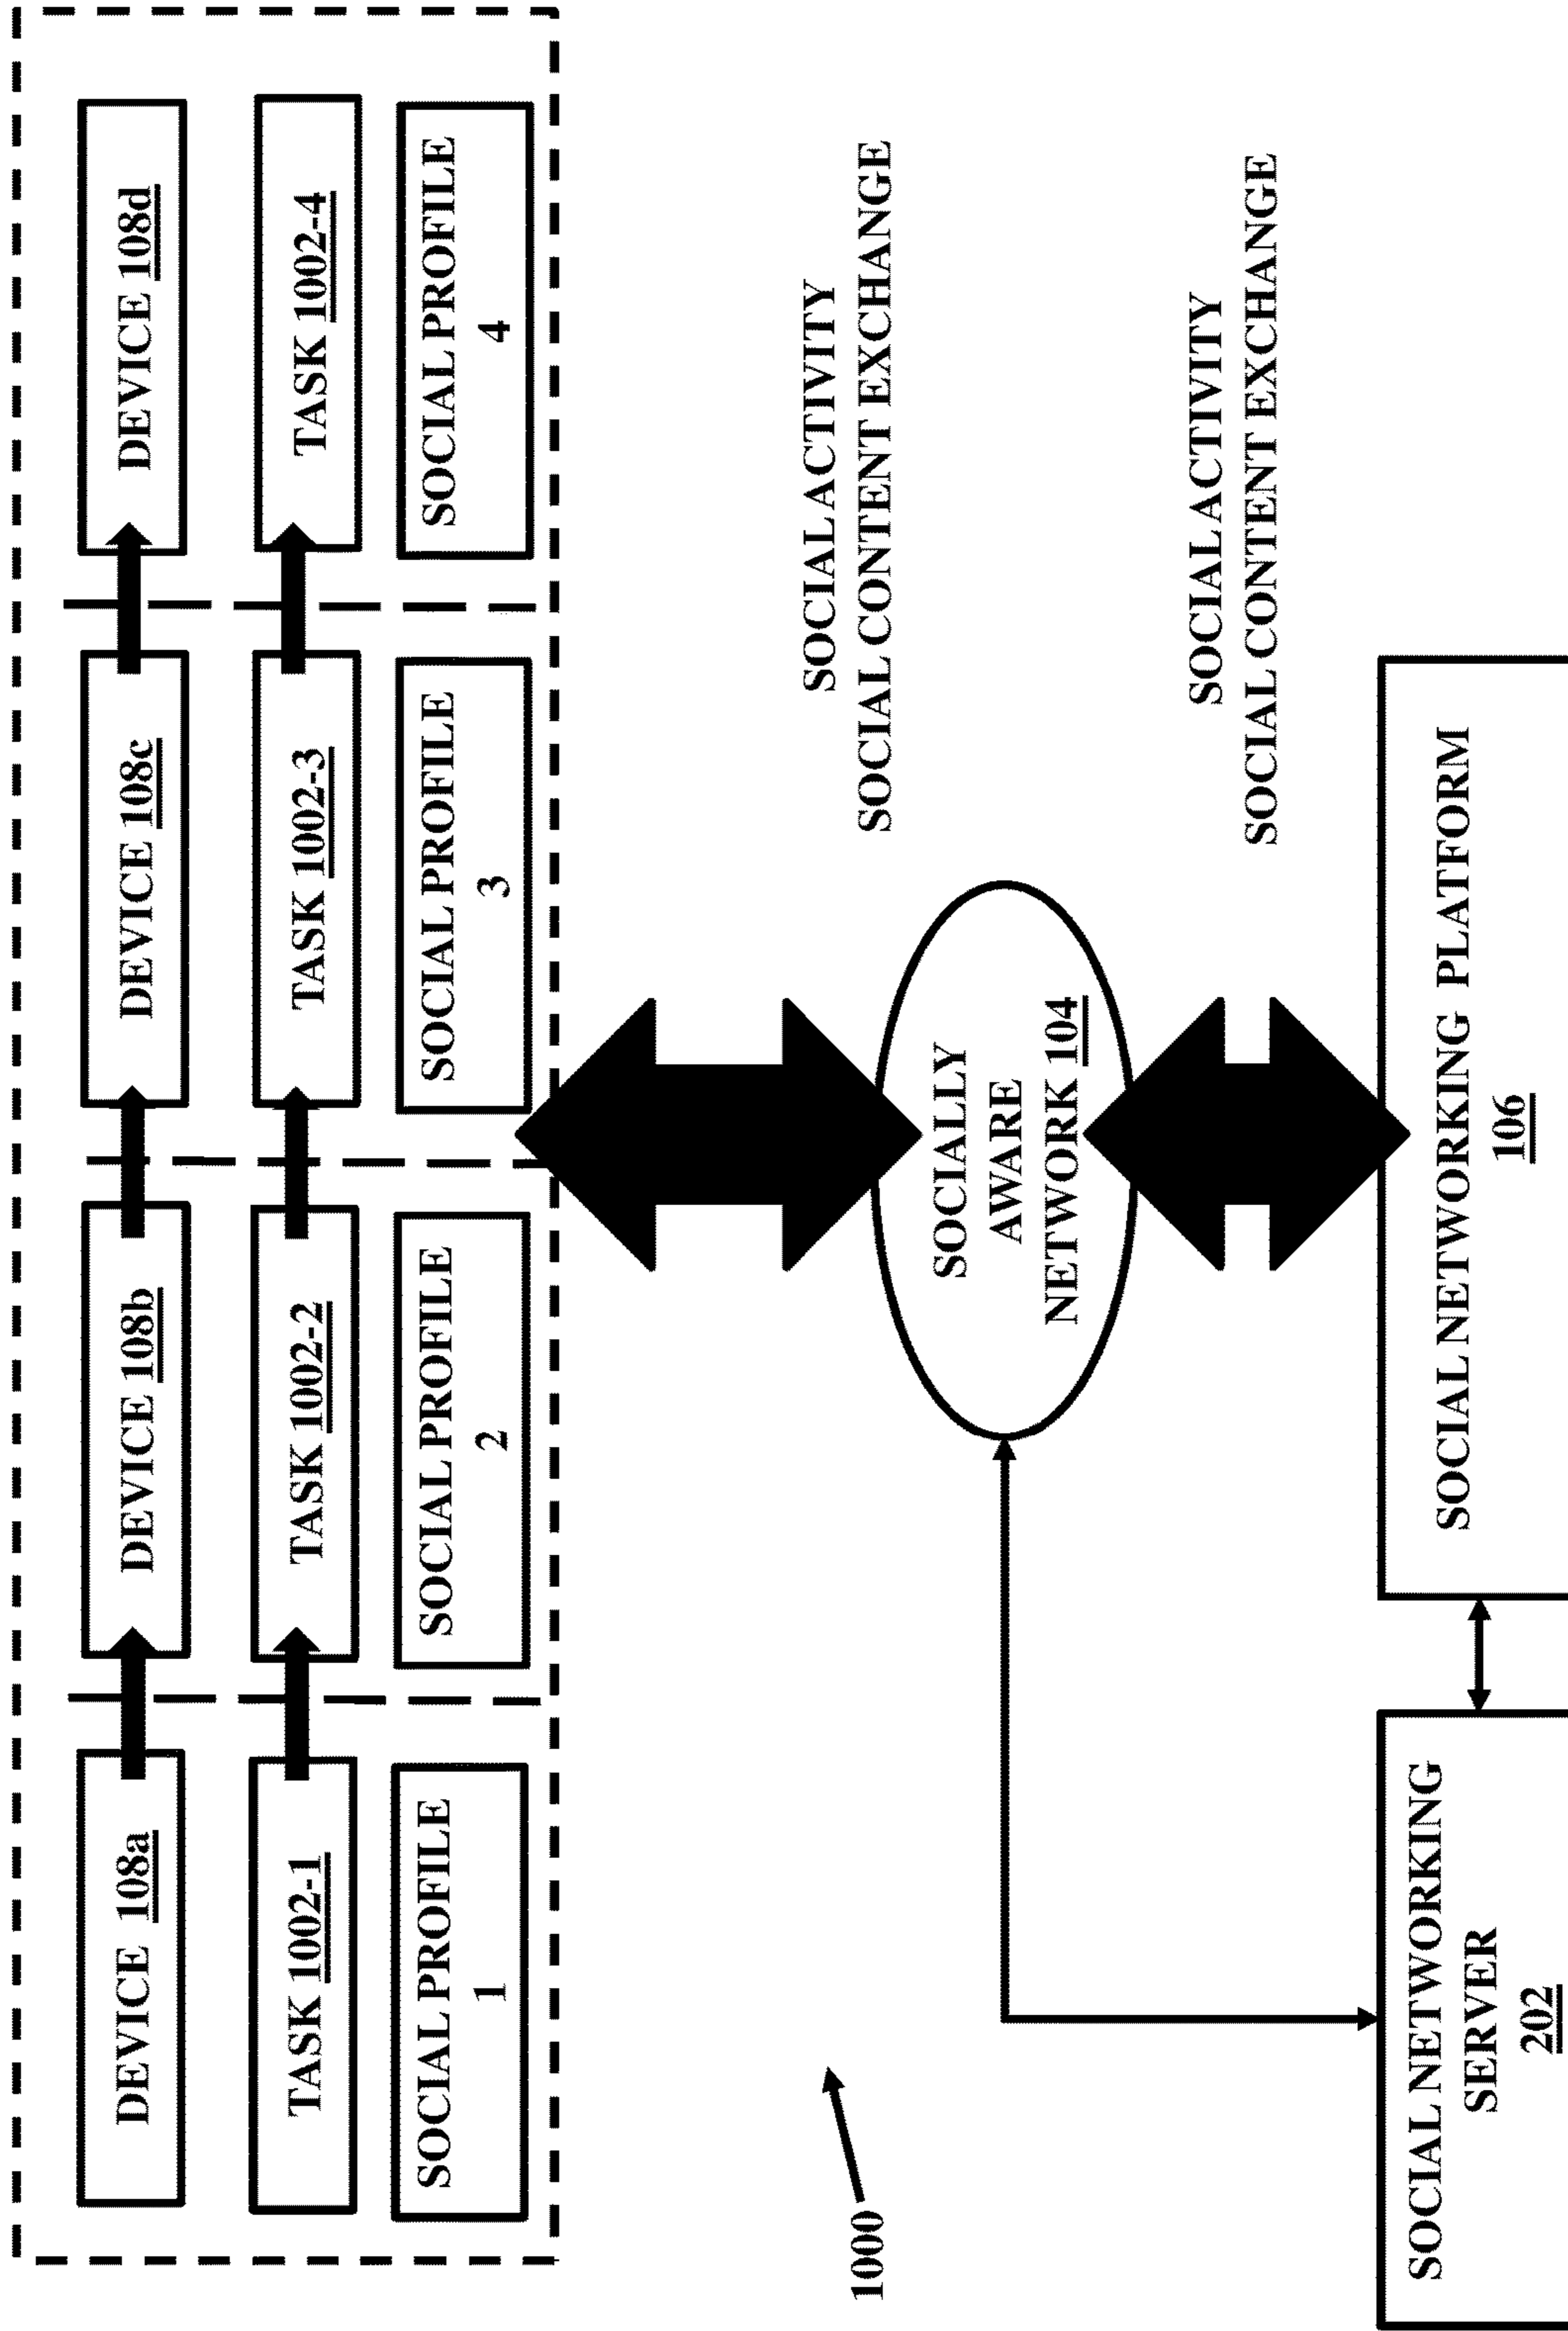 DEVICE 108a
DEVICE 108b
DEVICE 108c
DEVICE 108d
TASK 1002-1
TASK 1002-2
TASK 1002-3
TASK 1002-4
SOCIAL PROFILE
1
SOCIAL PROFILE
2
SOCIAL PROFILE
3
SOCIAL PROFILE
4
SOCIAL ACTIVITY
SOCIAL CONTENT EXCHANGE
1000
SOCIALLY
AWARE
NETWORK 104
SOCIAL ACTIVITY
SOCIAL CONTENT EXCHANGE
SOCIAL NETWORKING
SERVER
202
SOCIAL NETWORKING PLATFORM
106